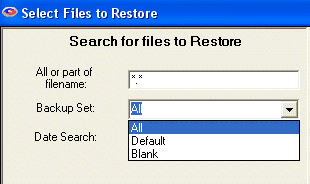 Select Files to Restore
Search for files to Restore
All or part of
filename:
*.*
Backup Set:
All
All
Default
Blank
Date Search: